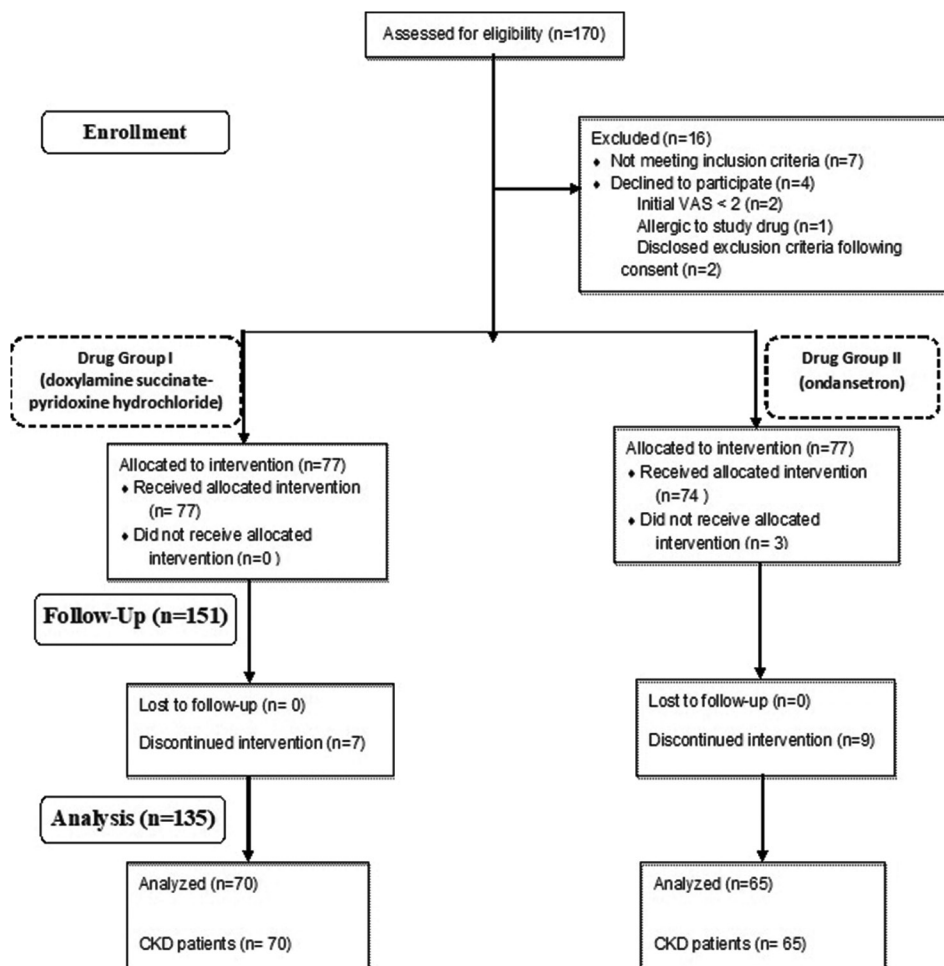 Assessed for eligibility (n=170)
Enrollment
Excluded (n=16)
♦ Not meeting inclusion criteria (n=7)
♦ Declined to participate (n=4)
Initial VAS < 2 (n=2)
Allergic to study drug (n=1)
Disclosed exclusion criteria following
consent (n=2)
Drug Group I
(doxylamine succinate-
pyridoxine hydrochloride)
Drug Group II
(ondansetron)
Allocated to intervention (n=77)
♦ Received allocated intervention
(n= 77)
♦ Did not receive allocated
intervention (n=0 )
Allocated to intervention (n=77)
♦ Received allocated intervention
(n=74 )
♦ Did not receive allocated
intervention (n= 3)
Follow-Up (n=151)
Lost to follow-up (n= 0)
Discontinued intervention (n=7)
Lost to follow-up (n=0)
Discontinued intervention (n=9)
Analysis (n=135)
Analyzed (n=70)
CKD patients (n= 70)
Analyzed (n=65)
CKD patients (n= 65)